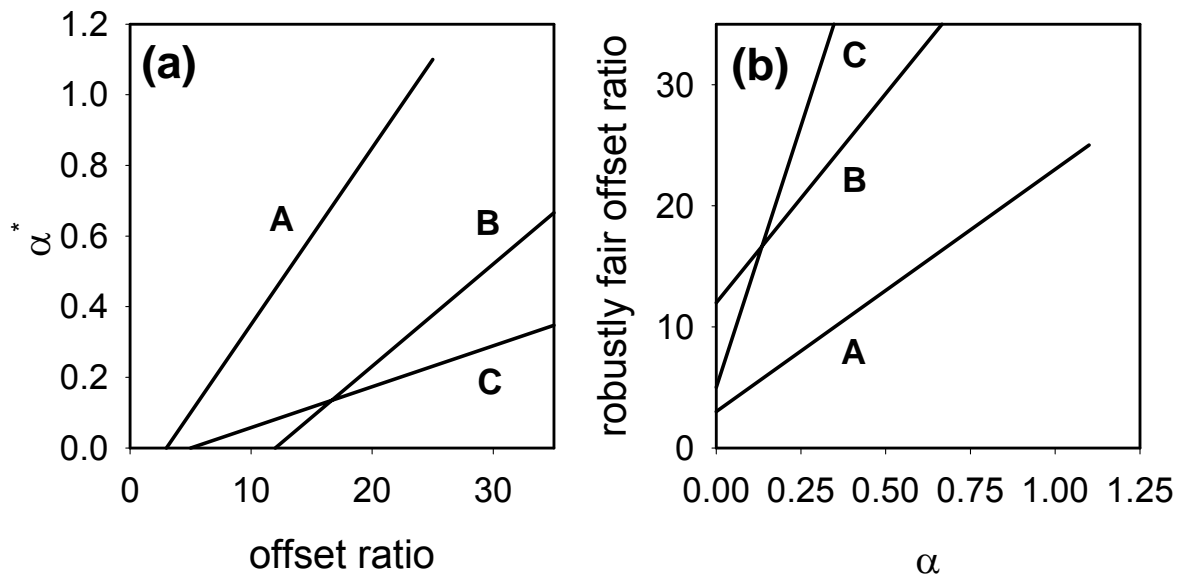 (a)
1.2
1.0
0.8
0.6
0.4
0.2
0.0
α*
A
B
C
0 10 20 30
offset ratio
(b)
30
20
10
0
robustly fair offset ratio
C
B
A
0.00 0.25 0.50 0.75 1.00 1.25
α